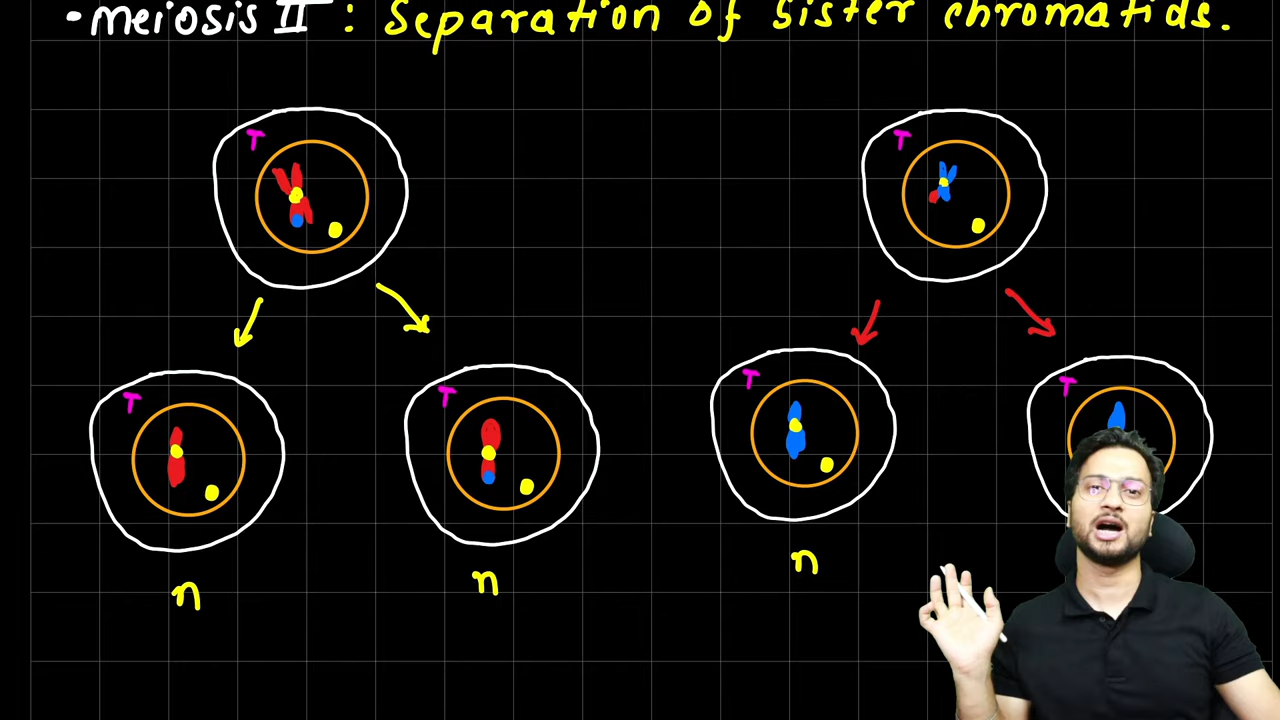 • Meiosis II : Separation of Sister chromatids.
T T
T T T T
n n n